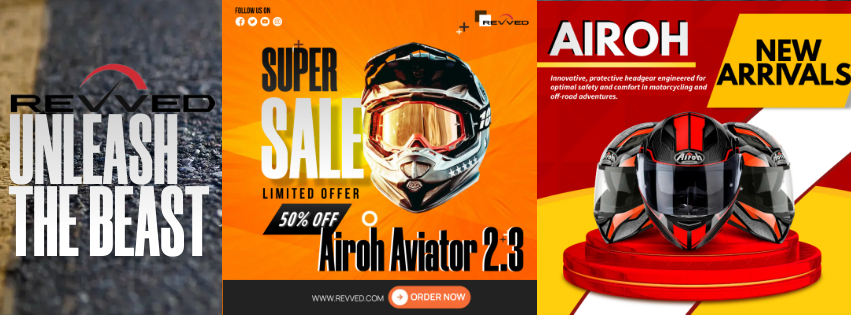 REVVED
UNLEASH
THE BEAST
FOLLOW US ON
REVVED
SUPER
SALE
LIMITED OFFER
50% OFF
Airoh Aviator 2.3
WWW.REVVED.COM
ORDER NOW
AIROH
NEW
ARRIVALS
Innovative, protective headgear engineered for
optimal safety and comfort in motorcycling and
off-road adventures.
Airoh
Airoh